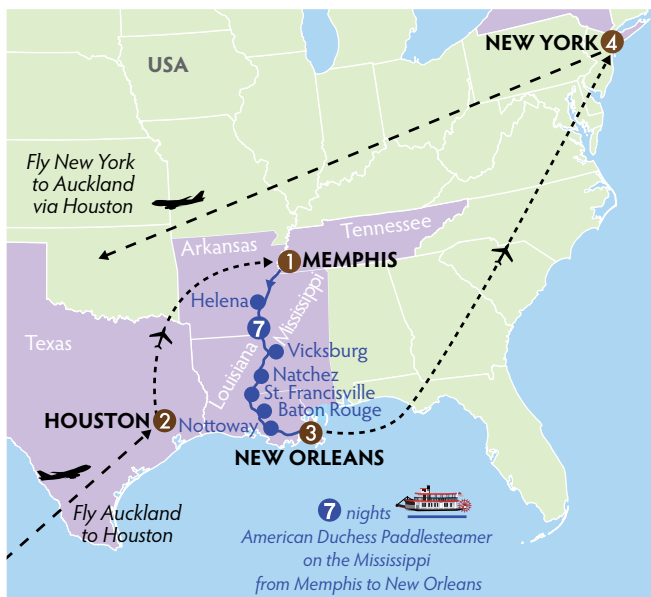 NEW YORK 4
USA
Fly New York
to Auckland
via Houston
Tennessee
Arkansas
1 MEMPHIS
Helena
Mississippi
7
Texas
Louisiana
Vicksburg
Natchez
St. Francisville
Baton Rouge
HOUSTON 2
Nottoway
3
NEW ORLEANS
Fly Auckland
to Houston
7 nights
American Duchess Paddlesteamer
on the Mississippi
from Memphis to New Orleans